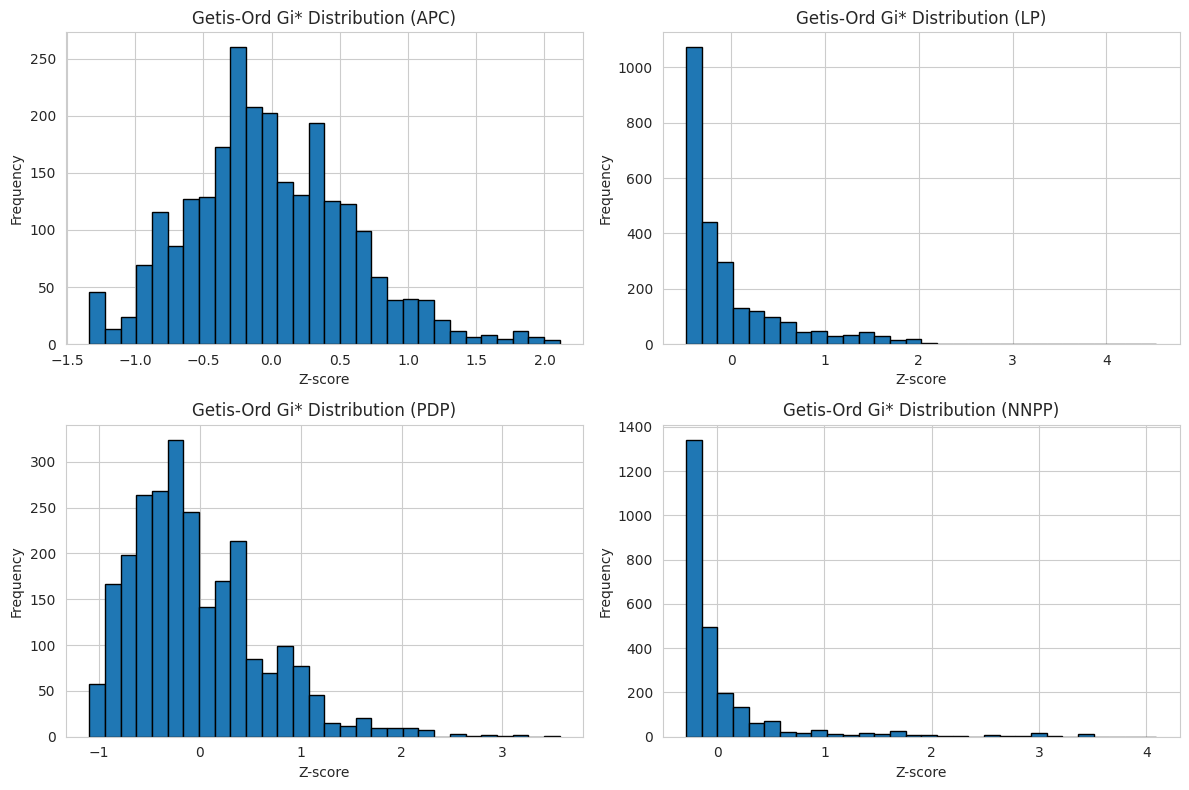 Getis-Ord Gi* Distribution (APC)
Frequency
250
200
150
100
50
0
−1.5 −1.0 −0.5 0.0 0.5 1.0 1.5 2.0
Z-score
Getis-Ord Gi* Distribution (LP)
Frequency
1000
800
600
400
200
0
0 1 2 3 4
Z-score
Getis-Ord Gi* Distribution (PDP)
Frequency
300
250
200
150
100
50
0
−1 0 1 2 3
Z-score
Getis-Ord Gi* Distribution (NNPP)
Frequency
1400
1200
1000
800
600
400
200
0
0 1 2 3 4
Z-score